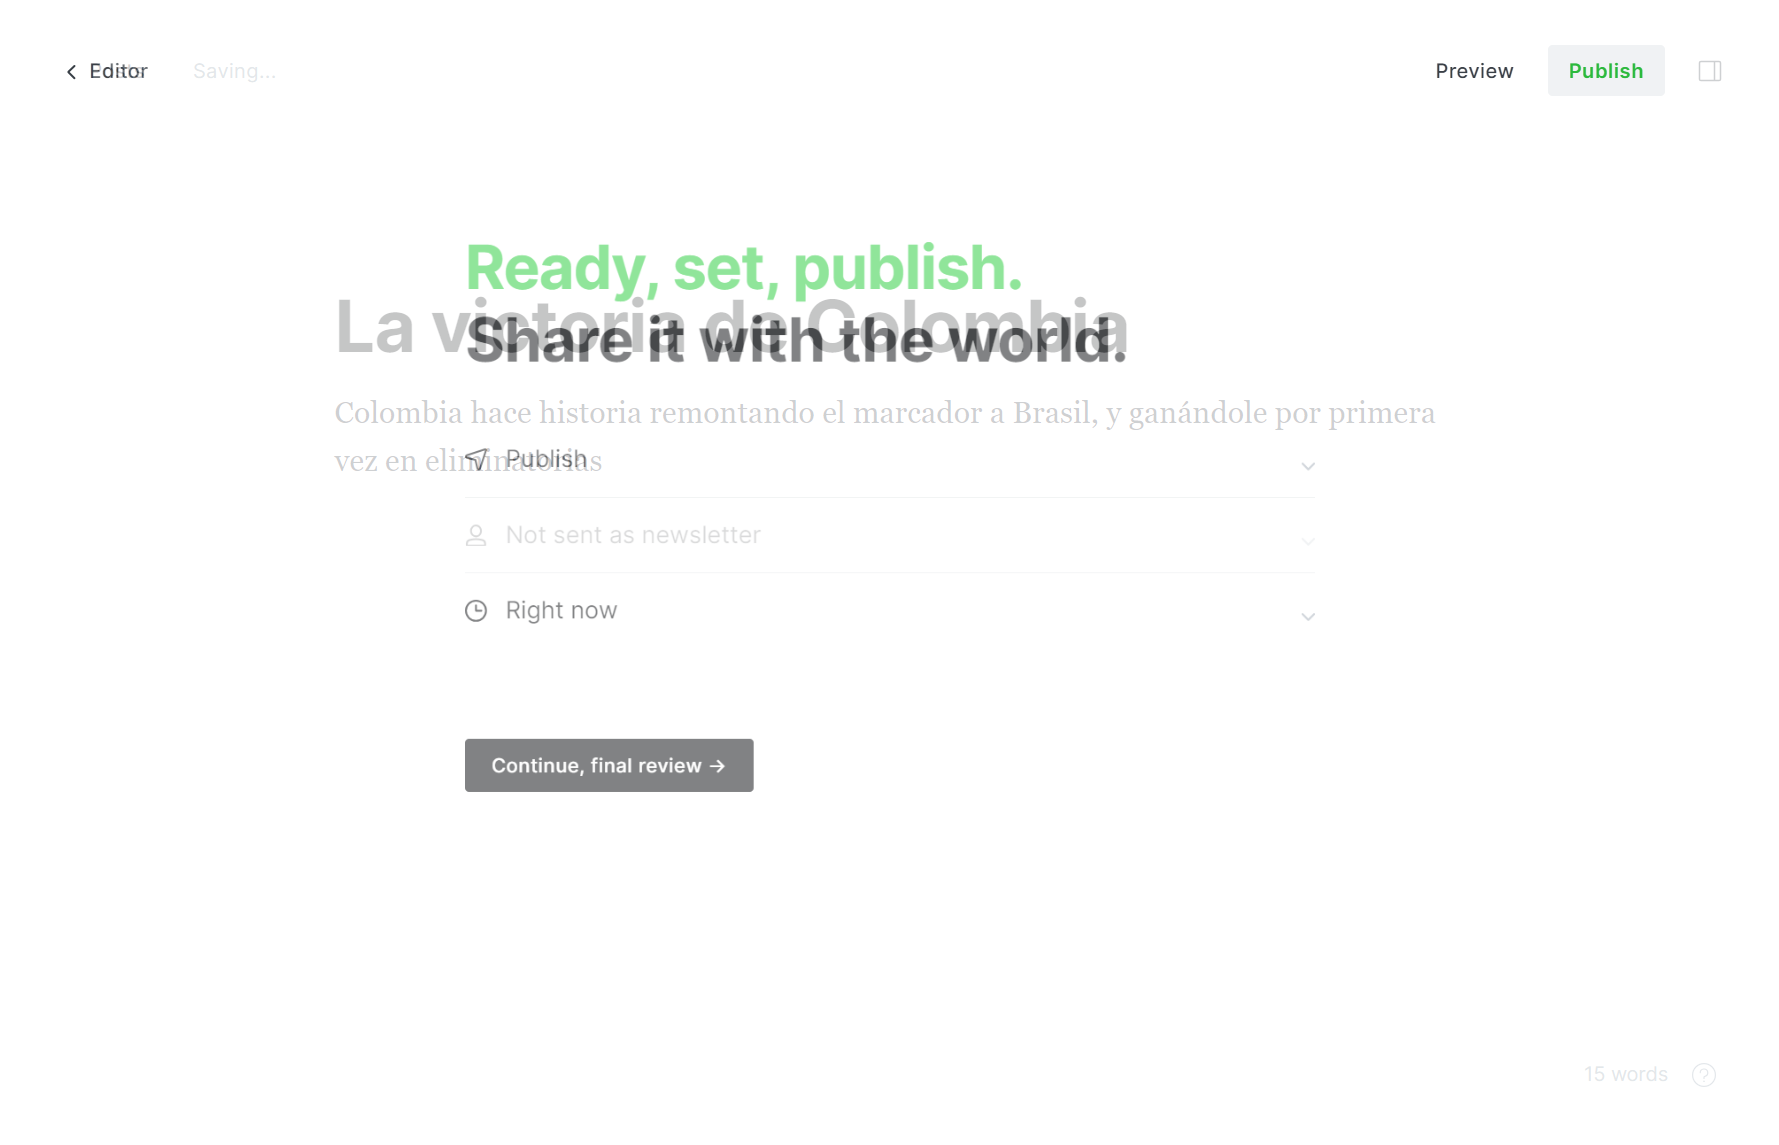 Editor
Saving...
Preview
Publish
Ready, set, publish.
La victoria de Colombia
Share it with the world.
Colombia hace historia remontando el marcador a Brasil, y ganándole por primera
vez en eliminatorias
Publish
Not sent as newsletter
Right now
Continue, final review →
15 words